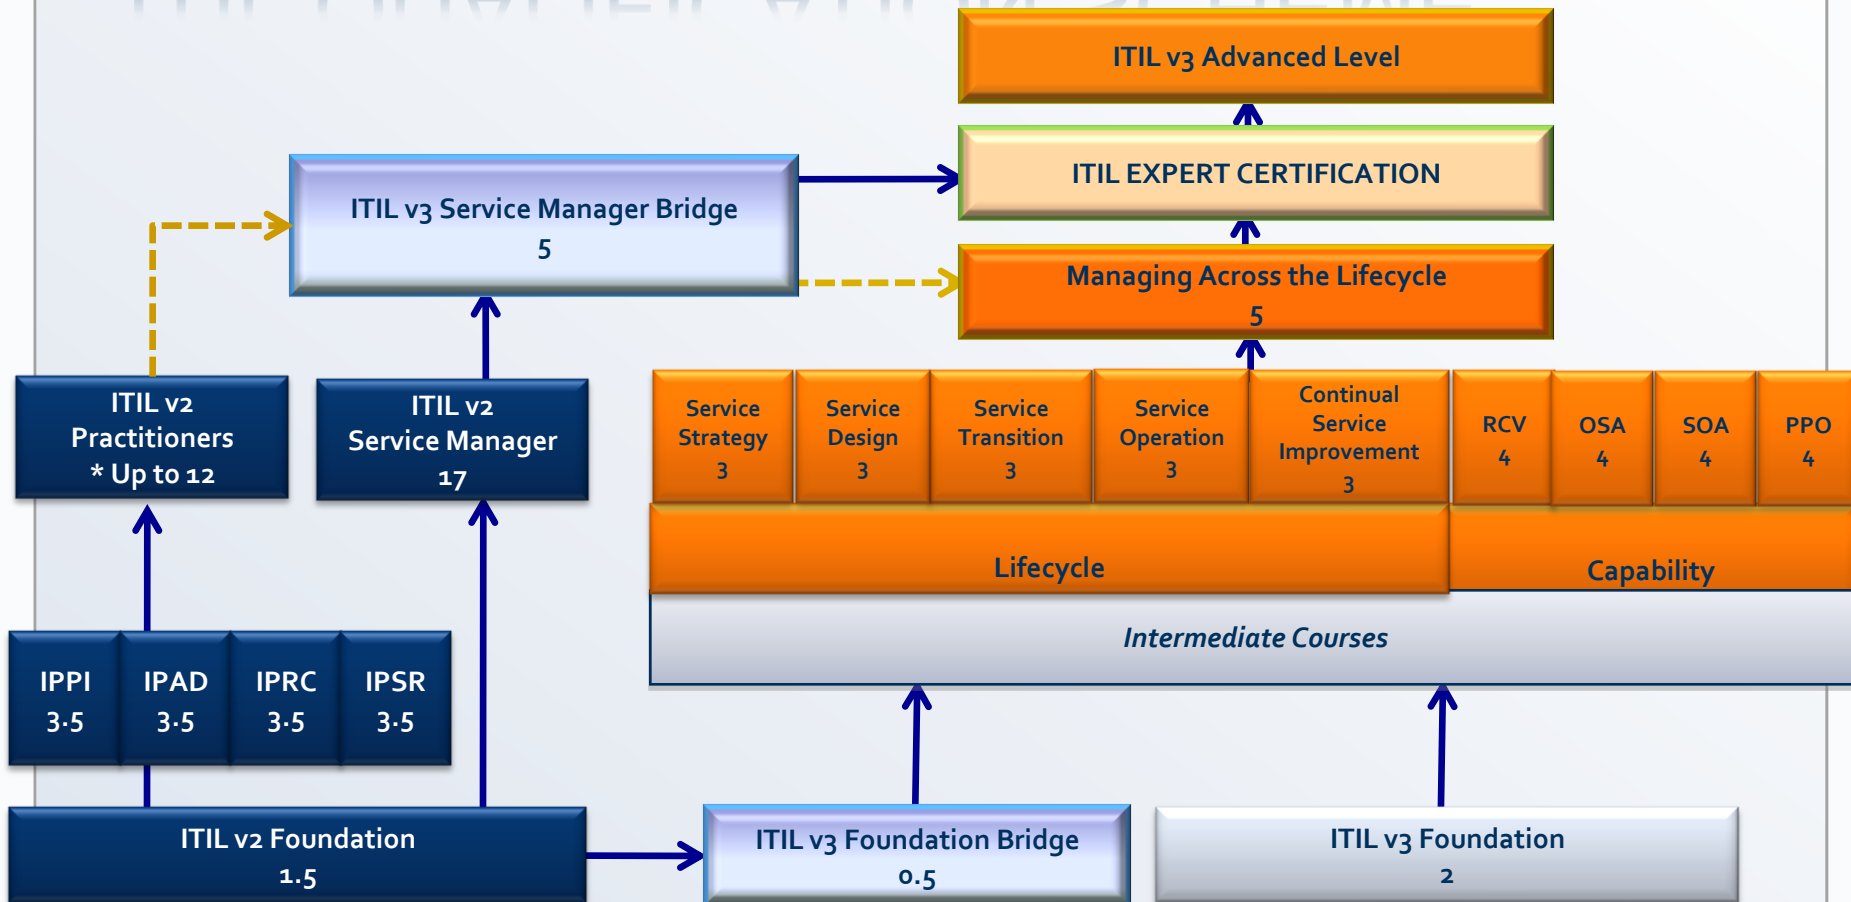 ITIL v3 Advanced Level
ITIL EXPERT CERTIFICATION
ITIL v3 Service Manager Bridge
5
Managing Across the Lifecycle
5
ITIL v2
Practitioners
* Up to 12
ITIL v2
Service Manager
17
Service
Strategy
3
Service
Design
3
Service
Transition
3
Service
Operation
3
Continual
Service
Improvement
3
RCV
4
OSA
4
SOA
4
PPO
4
Lifecycle
Capability
Intermediate Courses
IPPI
3.5
IPAD
3.5
IPRC
3.5
IPSR
3.5
ITIL v2 Foundation
1.5
ITIL v3 Foundation Bridge
0.5
ITIL v3 Foundation
2